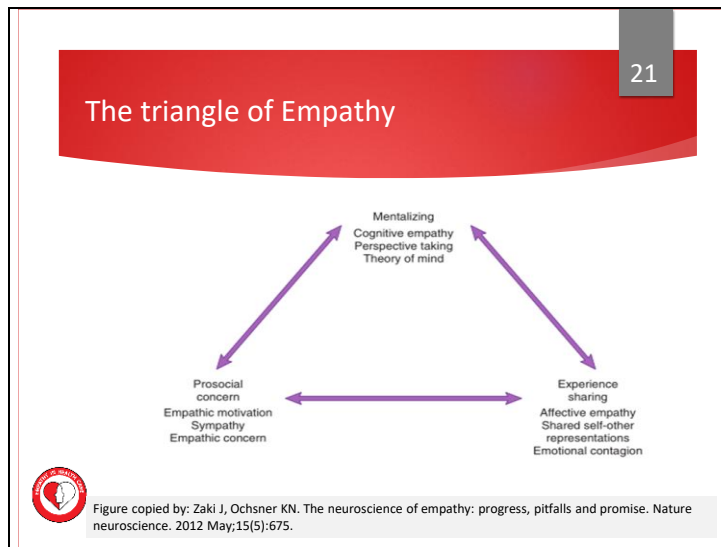 21
The triangle of Empathy
Mentalizing
Cognitive empathy
Perspective taking
Theory of mind
Prosocial
concern
Empathic motivation
Sympathy
Empathic concern
Experience
sharing
Affective empathy
Shared self-other
representations
Emotional contagion
Figure copied by: Zaki J, Ochsner KN. The neuroscience of empathy: progress, pitfalls and promise. Nature
neuroscience. 2012 May;15(5):675.